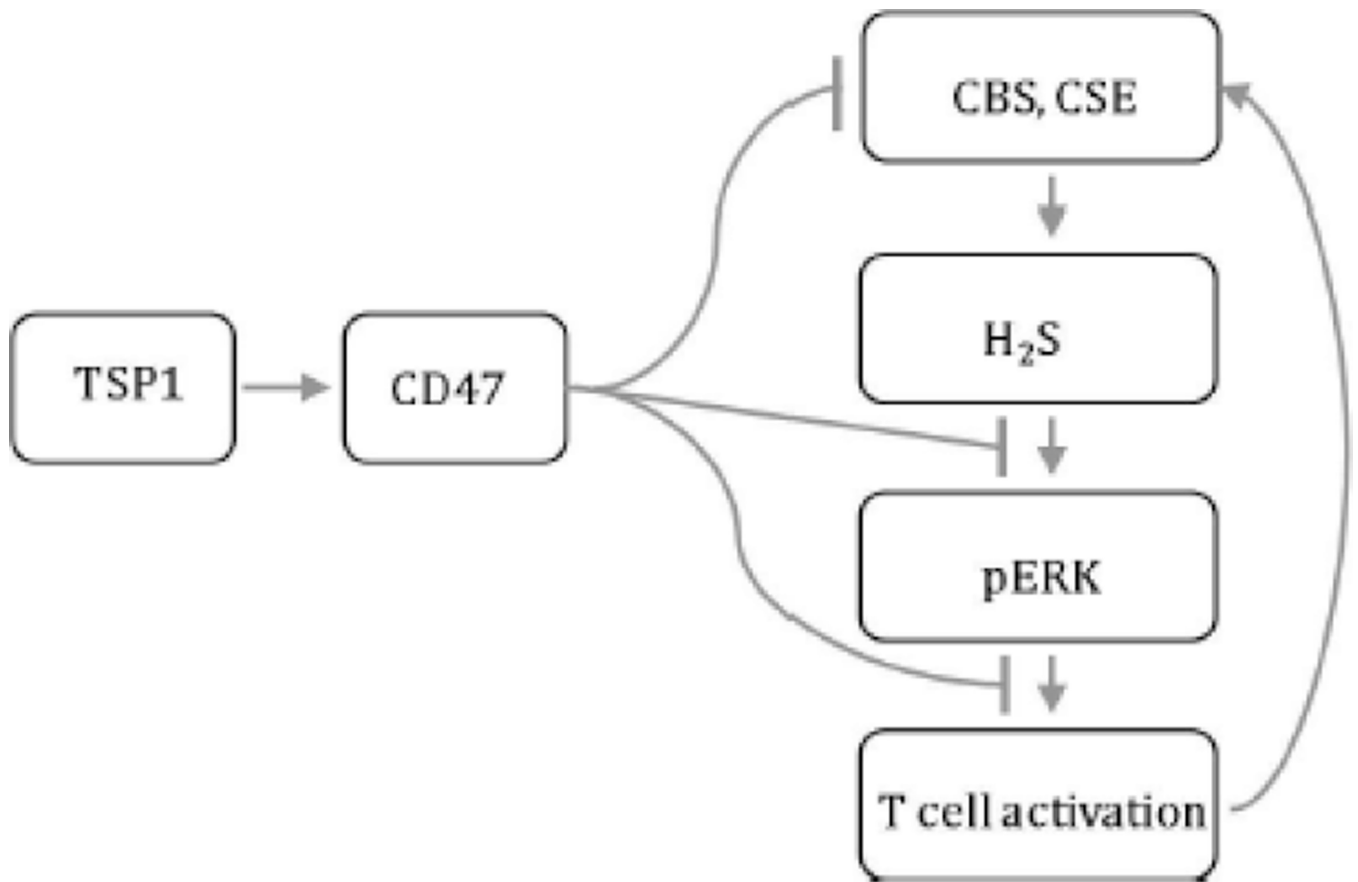 CBS, CSE
H₂S
TSP1
CD47
pERK
T cell activation